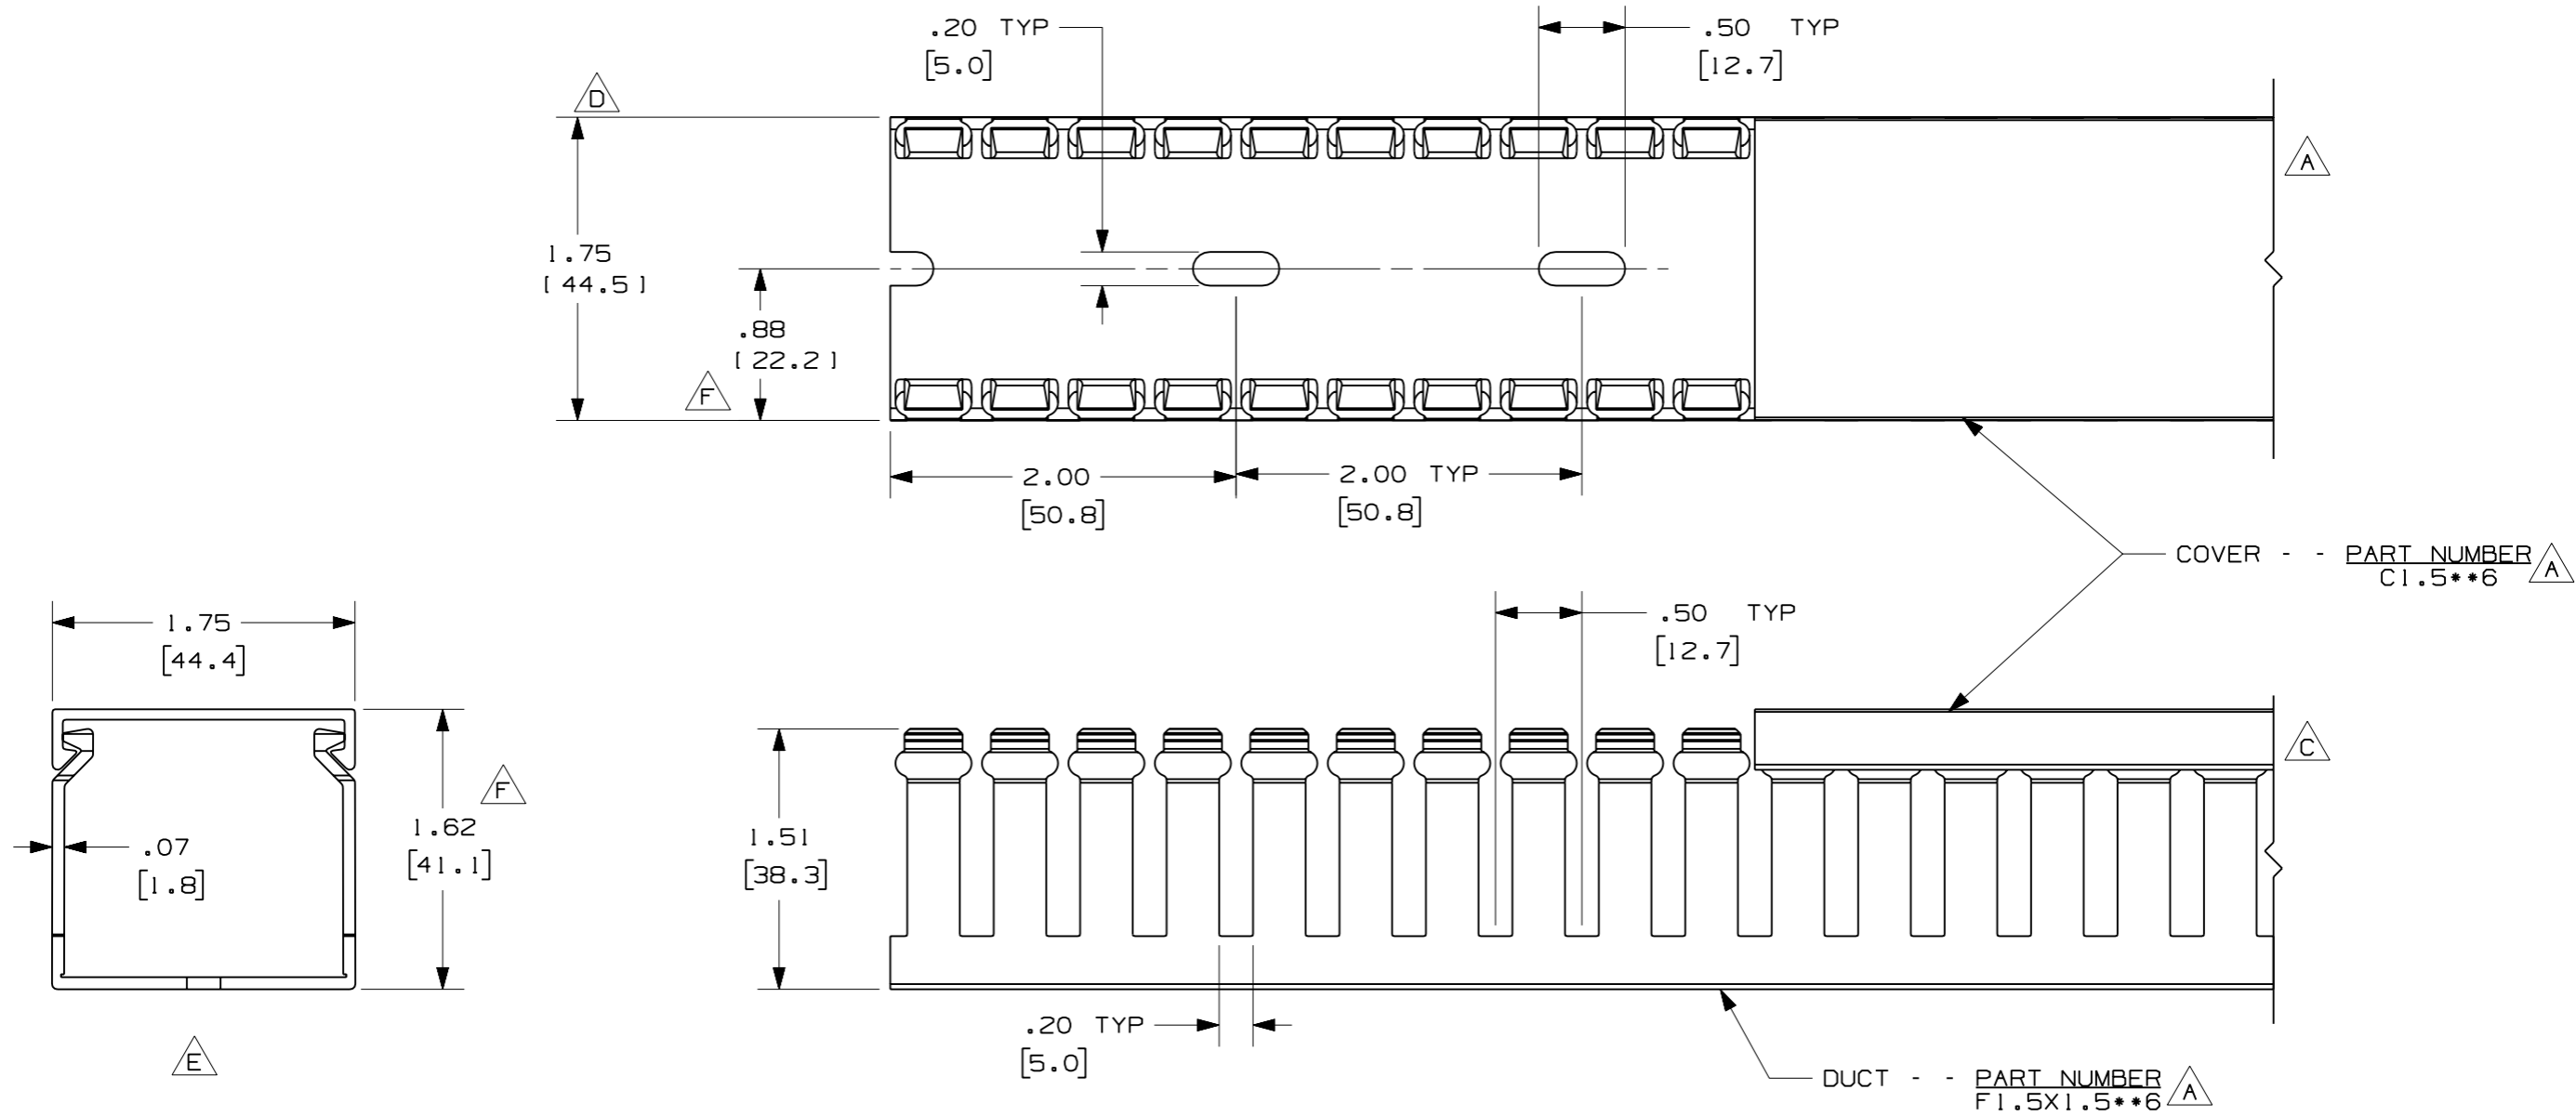 .20 TYP
[5.0]
.50 TYP
[12.7]
D
A
1.75
[44.5]
.88
[22.2]
F
2.00
[50.8]
2.00 TYP
[50.8]
COVER - - PART NUMBER A
C1.5**6
1.75
[44.4]
.50 TYP
[12.7]
F
C
1.62
[41.1]
.07
[1.8]
1.51
[38.3]
.20 TYP
[5.0]
E
DUCT - - PART NUMBER A
F1.5X1.5**6